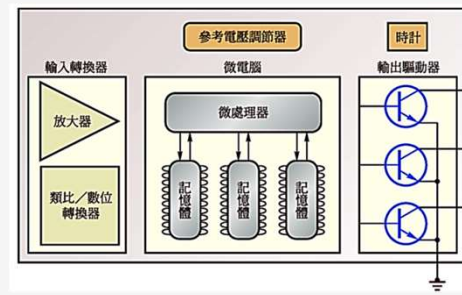 參考電壓調節器
時計
輸入轉換器
微電腦
輸出驅動器
放大器
類比／數位
轉換器
微處理器
記憶體
記憶體
記憶體